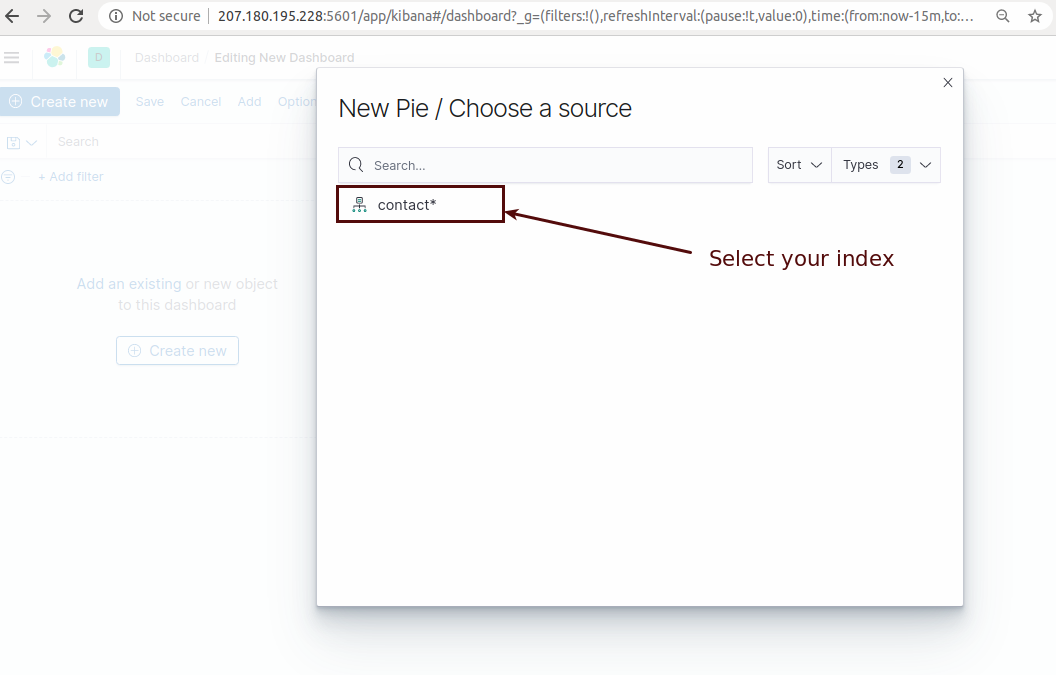 Not secure 207.180.195.228:5601/app/kibana#/dashboard?_g=(filters:!(),refreshInterval:(pause:!t,value:0),time:(from:now-15m,to:...
D Dashboard / Editing New Dashboard
Create new Save Cancel Add Option
Search
+ Add filter
Add an existing or new object
to this dashboard
Create new
New Pie / Choose a source
Search...
Sort Types 2
contact*
Select your index